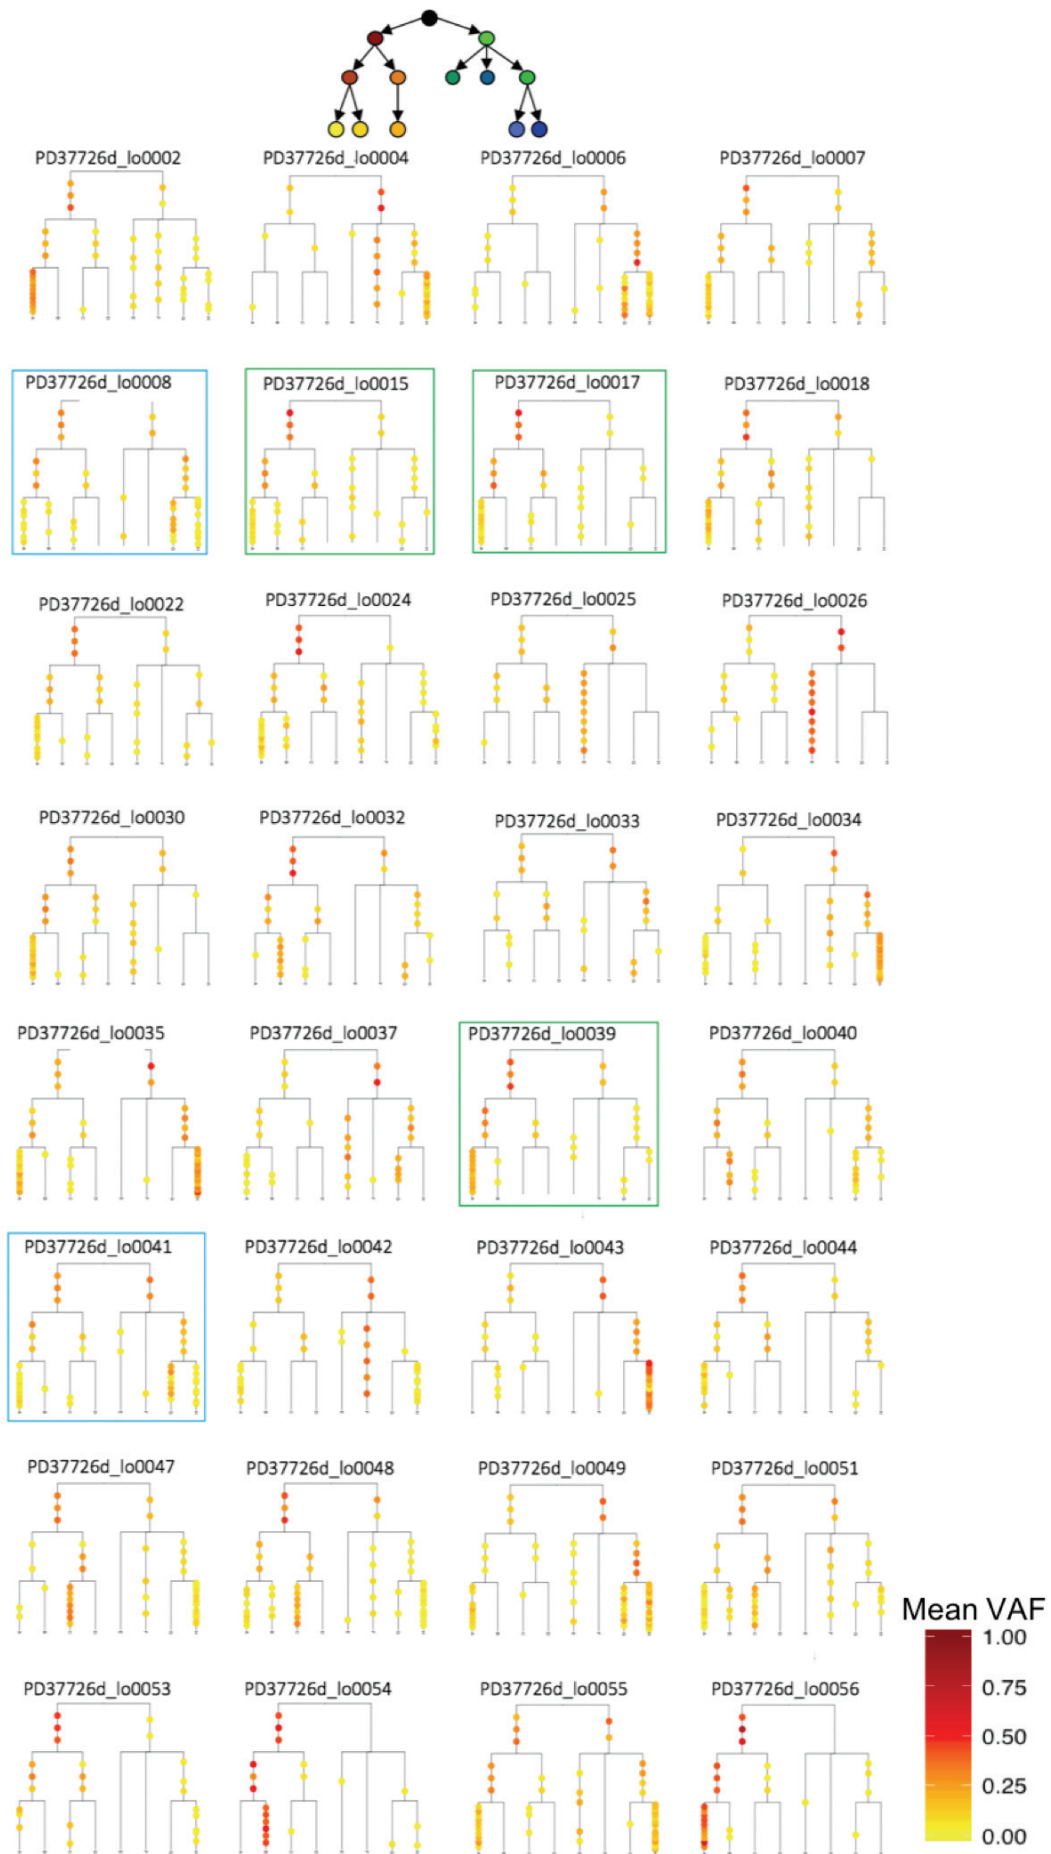 PD37726d_lo0002 PD37726d_lo0004 PD37726d_lo0006 PD37726d_lo0007
PD37726d_lo0008 PD37726d_lo0015 PD37726d_lo0017 PD37726d_lo0018
PD37726d_lo0022 PD37726d_lo0024 PD37726d_lo0025 PD37726d_lo0026
PD37726d_lo0030 PD37726d_lo0032 PD37726d_lo0033 PD37726d_lo0034
PD37726d_lo0035 PD37726d_lo0037 PD37726d_lo0039 PD37726d_lo0040
PD37726d_lo0041 PD37726d_lo0042 PD37726d_lo0043 PD37726d_lo0044
PD37726d_lo0047 PD37726d_lo0048 PD37726d_lo0049 PD37726d_lo0051
Mean VAF
1.00
PD37726d_lo0053 PD37726d_lo0054 PD37726d_lo0055 PD37726d_lo0056
0.75
0.50
0.25
0.00